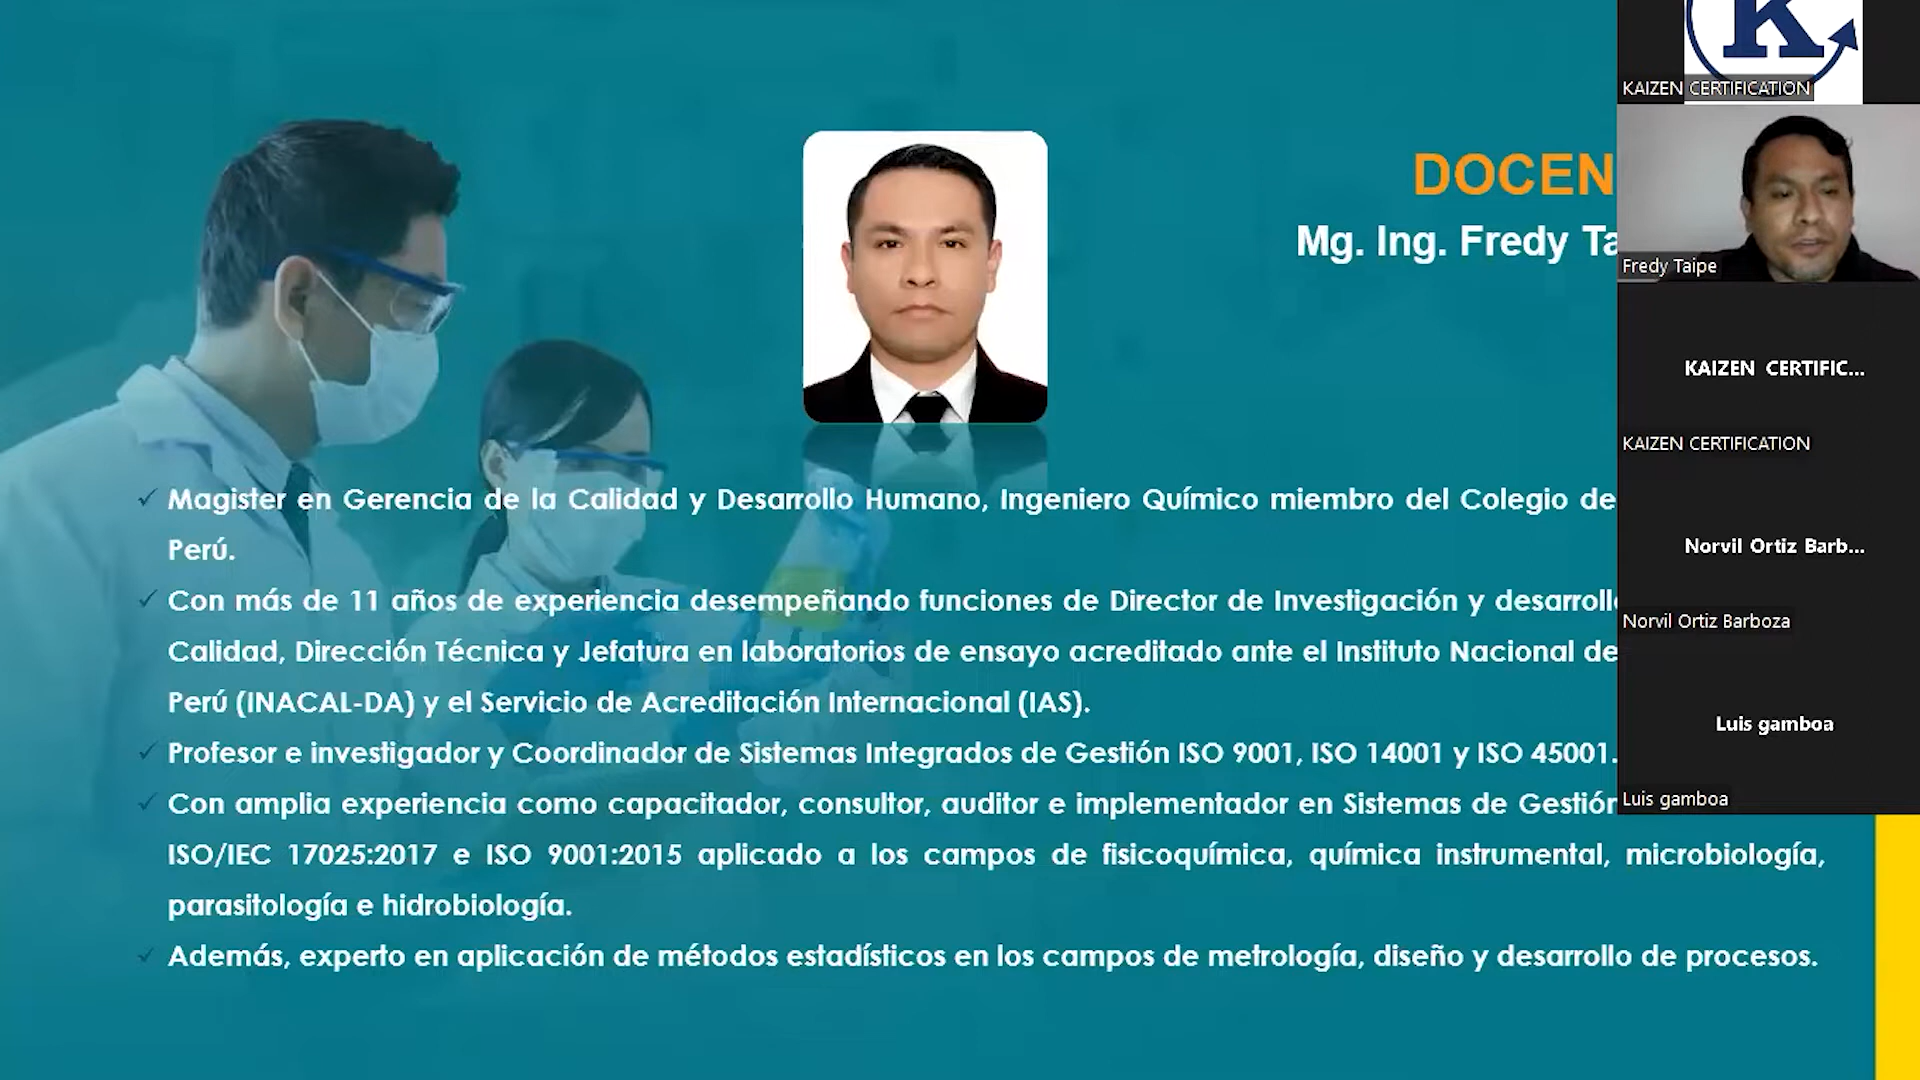 DOCEN
Mg. Ing. Fredy Ta
Magister en Gerencia de la Calidad y Desarrollo Humano, Ingeniero Químico miembro del Colegio de
Perú.
Con más de 11 años de experiencia desempeñando funciones de Director de Investigación y desarroll
Calidad, Dirección Técnica y Jefatura en laboratorios de ensayo acreditado ante el Instituto Nacional de
Perú (INACAL-DA) y el Servicio de Acreditación Internacional (IAS).
Profesor e investigador y Coordinador de Sistemas Integrados de Gestión ISO 9001, ISO 14001 y ISO 45001.
Con amplia experiencia como capacitador, consultor, auditor e implementador en Sistemas de Gestión
ISO/IEC 17025:2017 e ISO 9001:2015 aplicado a los campos de fisicoquímica, química instrumental, microbiología,
parasitología e hidrobiología.
Además, experto en aplicación de métodos estadísticos en los campos de metrología, diseño y desarrollo de procesos.
K
KAIZEN CERTIFICATION
Fredy Taipe
KAIZEN CERTIFIC...
KAIZEN CERTIFICATION
Norvil Ortiz Barb...
Norvil Ortiz Barboza
Luis gamboa
Luis gamboa